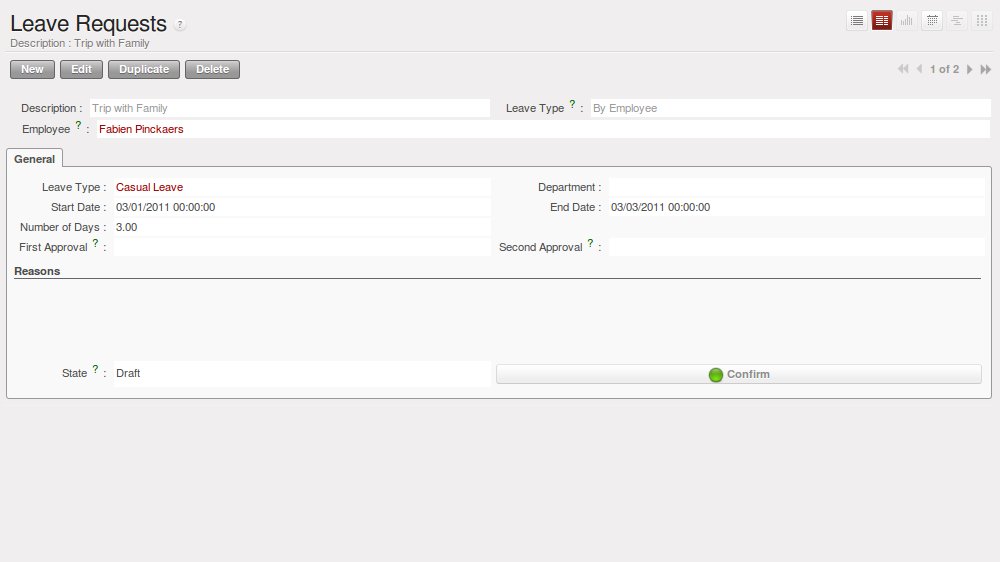 Leave Requests ?
Description : Trip with Family
New Edit Duplicate Delete 1 of 2
Description : Trip with Family Leave Type ? : By Employee
Employee ? : Fabien Pinckaers
General
Leave Type : Casual Leave Department :
Start Date : 03/01/2011 00:00:00 End Date : 03/03/2011 00:00:00
Number of Days : 3.00
First Approval ? : Second Approval ? :
Reasons
State ? : Draft Confirm